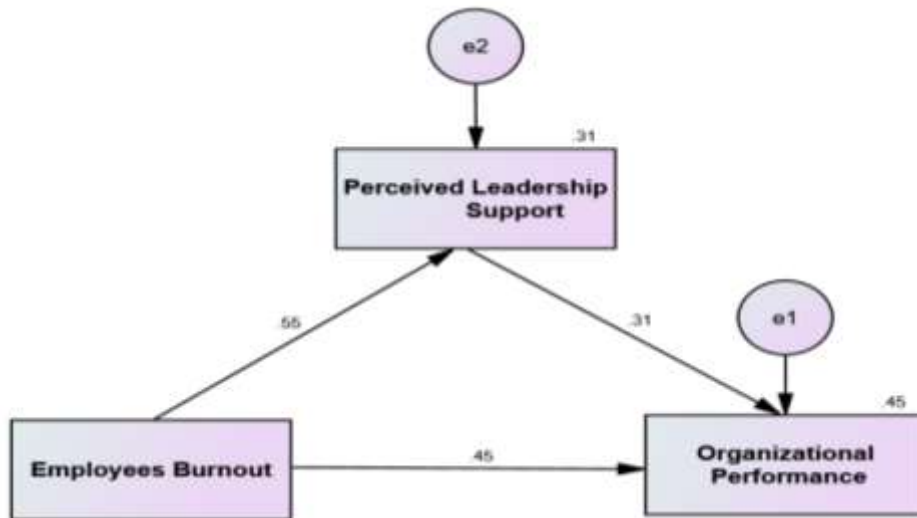 e2
.31
Perceived Leadership
Support
.55
.31
e1
.45
Employees Burnout
.45
Organizational
Performance